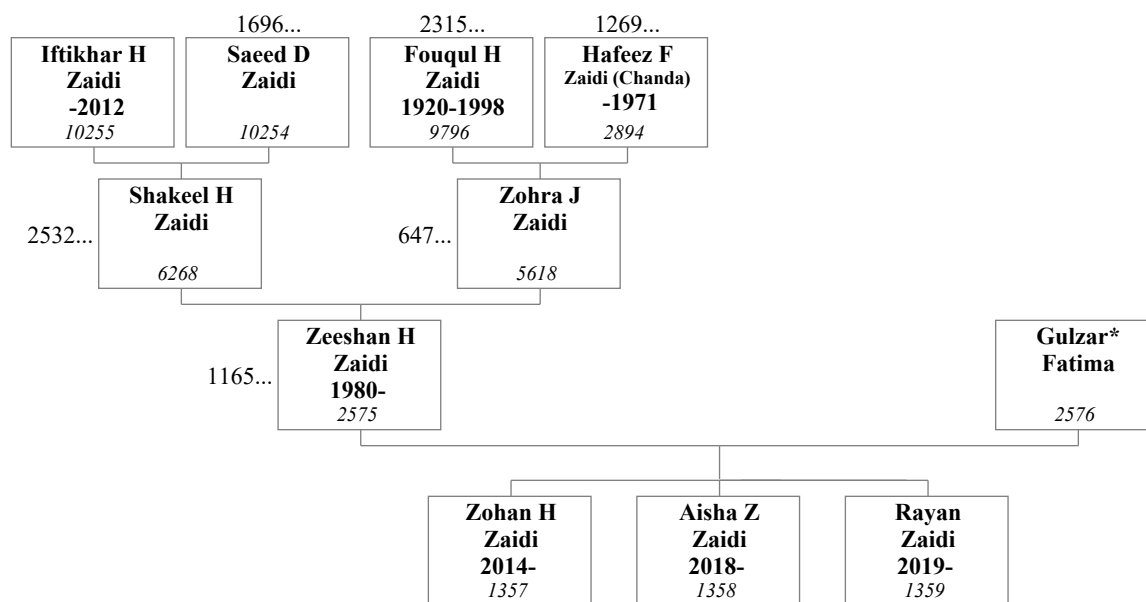 1696...
2315...
1269...
Iftikhar H
Zaidi
-2012
10255
Saeed D
Zaidi
10254
Fouqul H
Zaidi
1920-1998
9796
Hafeez F
Zaidi (Chanda)
-1971
2894
2532...
Shakeel H
Zaidi
6268
647...
Zohra J
Zaidi
5618
1165...
Zeeshan H
Zaidi
1980-
2575
Gulzar*
Fatima
2576
Zohan H
Zaidi
2014-
1357
Aisha Z
Zaidi
2018-
1358
Rayan
Zaidi
2019-
1359